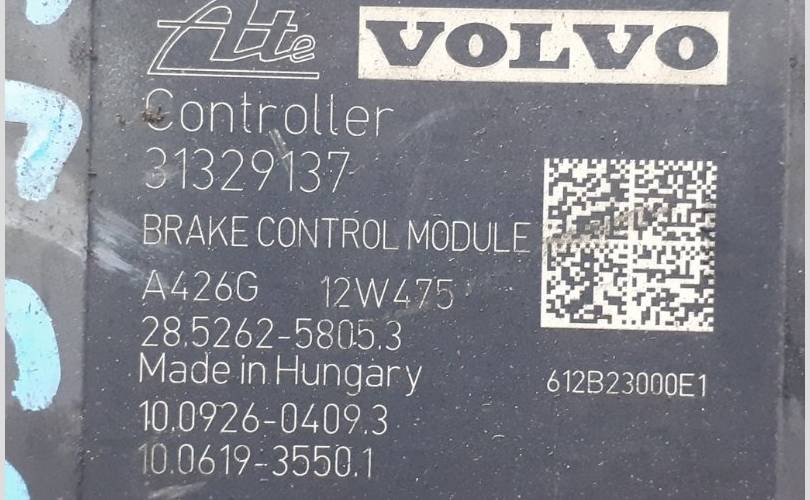 Ate VOLVO
Controller
31329137
BRAKE CONTROL MODULE
A426G 12W475
28.5262-5805.3
Made in Hungary
612B23000E1
10.0926-0409.3
10.0619-3550.1